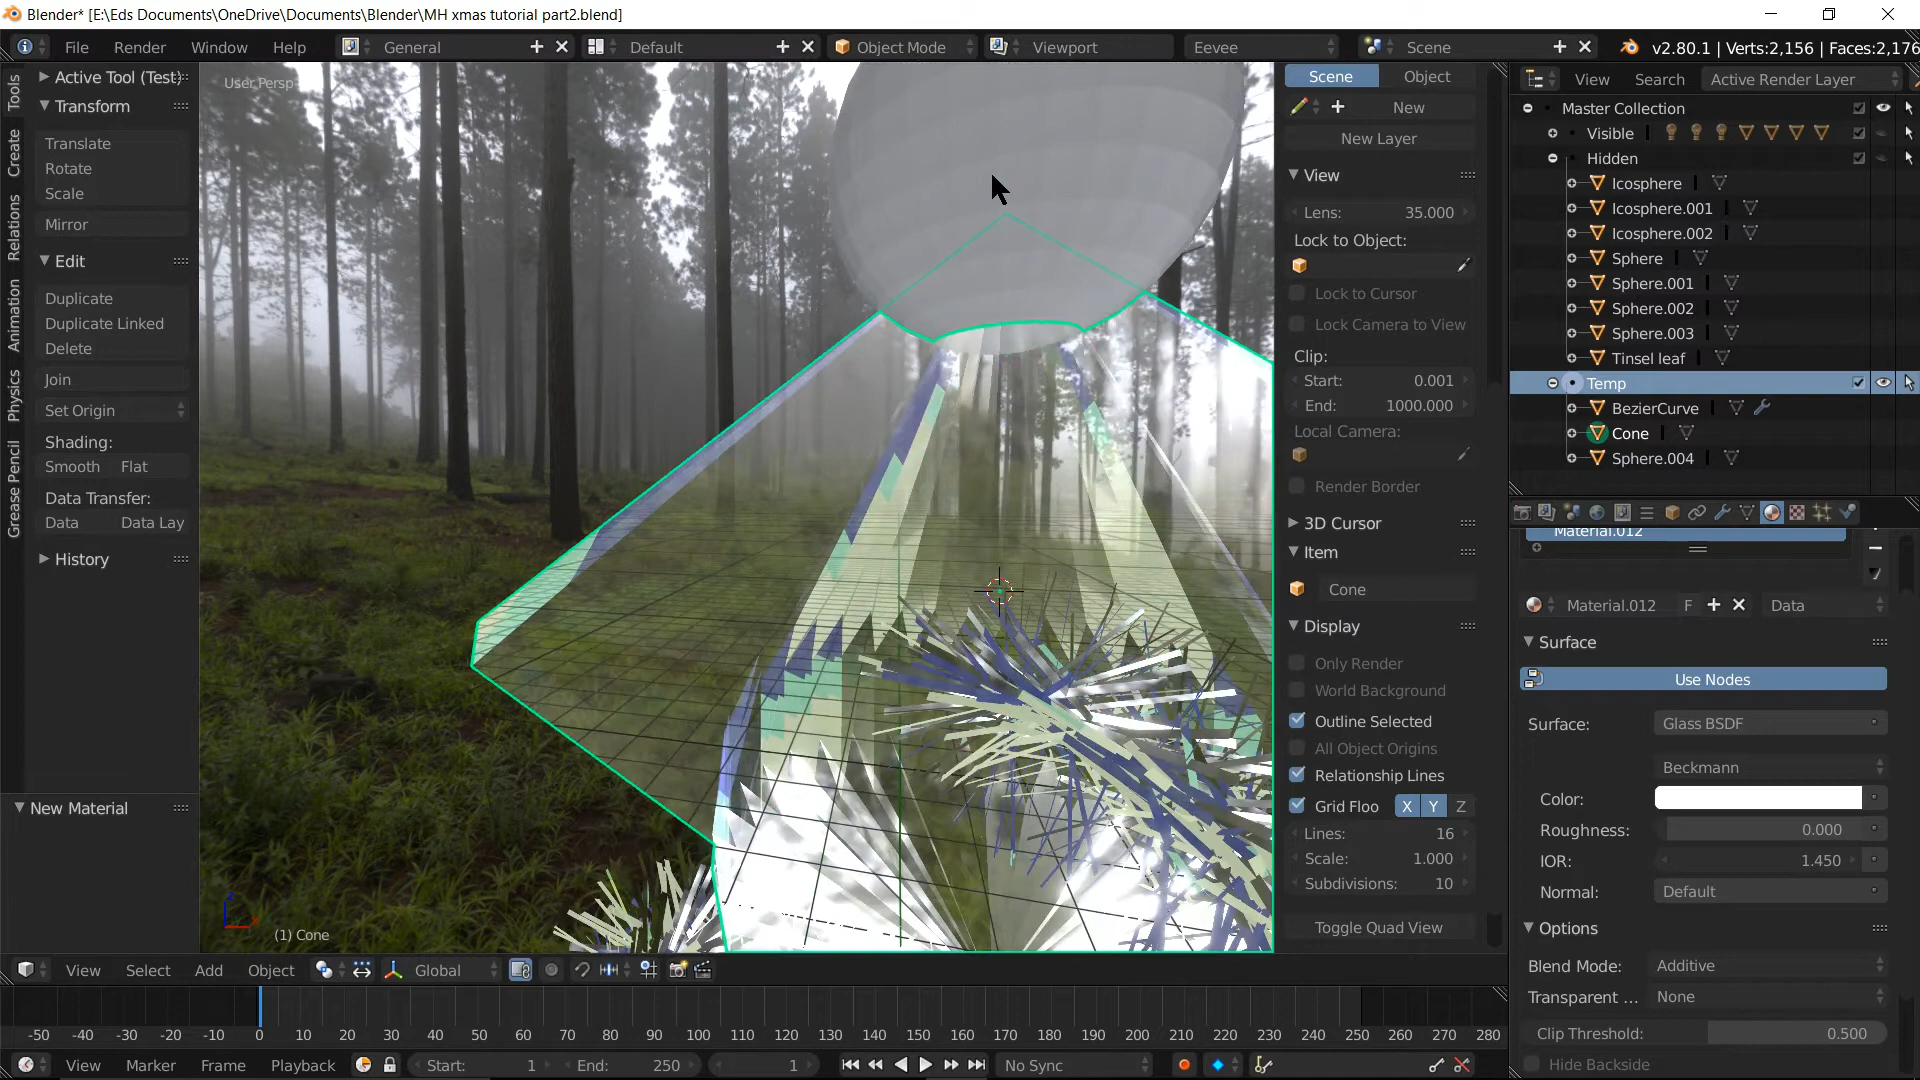 Blender* [E:\Eds Documents\OneDrive\Documents\Blender\MH xmas tutorial part2.blend]
File Render Window Help General Default Object Mode Viewport Eevee Scene v2.80.1 | Verts:2,156 | Faces:2,176
Tools
Create
Relations
Animation
Physics
Grease Pencil
Active Tool (Test)
Transform
Translate
Rotate
Scale
Mirror
Edit
Duplicate
Duplicate Linked
Delete
Join
Set Origin
Shading:
Smooth Flat
Data Transfer:
Data Data Lay
History
New Material
User Persp
(1) Cone
Scene Object
New
New Layer
View
Lens: 35.000
Lock to Object:
Lock to Cursor
Lock Camera to View
Clip:
Start: 0.001
End: 1000.000
Local Camera:
Render Border
3D Cursor
Item
Cone
Display
Only Render
World Background
Outline Selected
All Object Origins
Relationship Lines
Grid Floo X Y Z
Lines: 16
Scale: 1.000
Subdivisions: 10
Toggle Quad View
View Search Active Render Layer
Master Collection
Visible
Hidden
Icosphere
Icosphere.001
Icosphere.002
Sphere
Sphere.001
Sphere.002
Sphere.003
Tinsel leaf
Temp
BezierCurve
Cone
Sphere.004
Material.012
Material.012 F Data
Surface
Use Nodes
Surface: Glass BSDF
Beckmann
Color:
Roughness: 0.000
IOR: 1.450
Normal: Default
Options
Blend Mode: Additive
Transparent ... None
Clip Threshold: 0.500
Hide Backside
View Select Add Object Global
-50 -40 -30 -20 -10 0 10 20 30 40 50 60 70 80 90 100 110 120 130 140 150 160 170 180 190 200 210 220 230 240 250 260 270 280
View Marker Frame Playback Start: 1 End: 250 1 No Sync